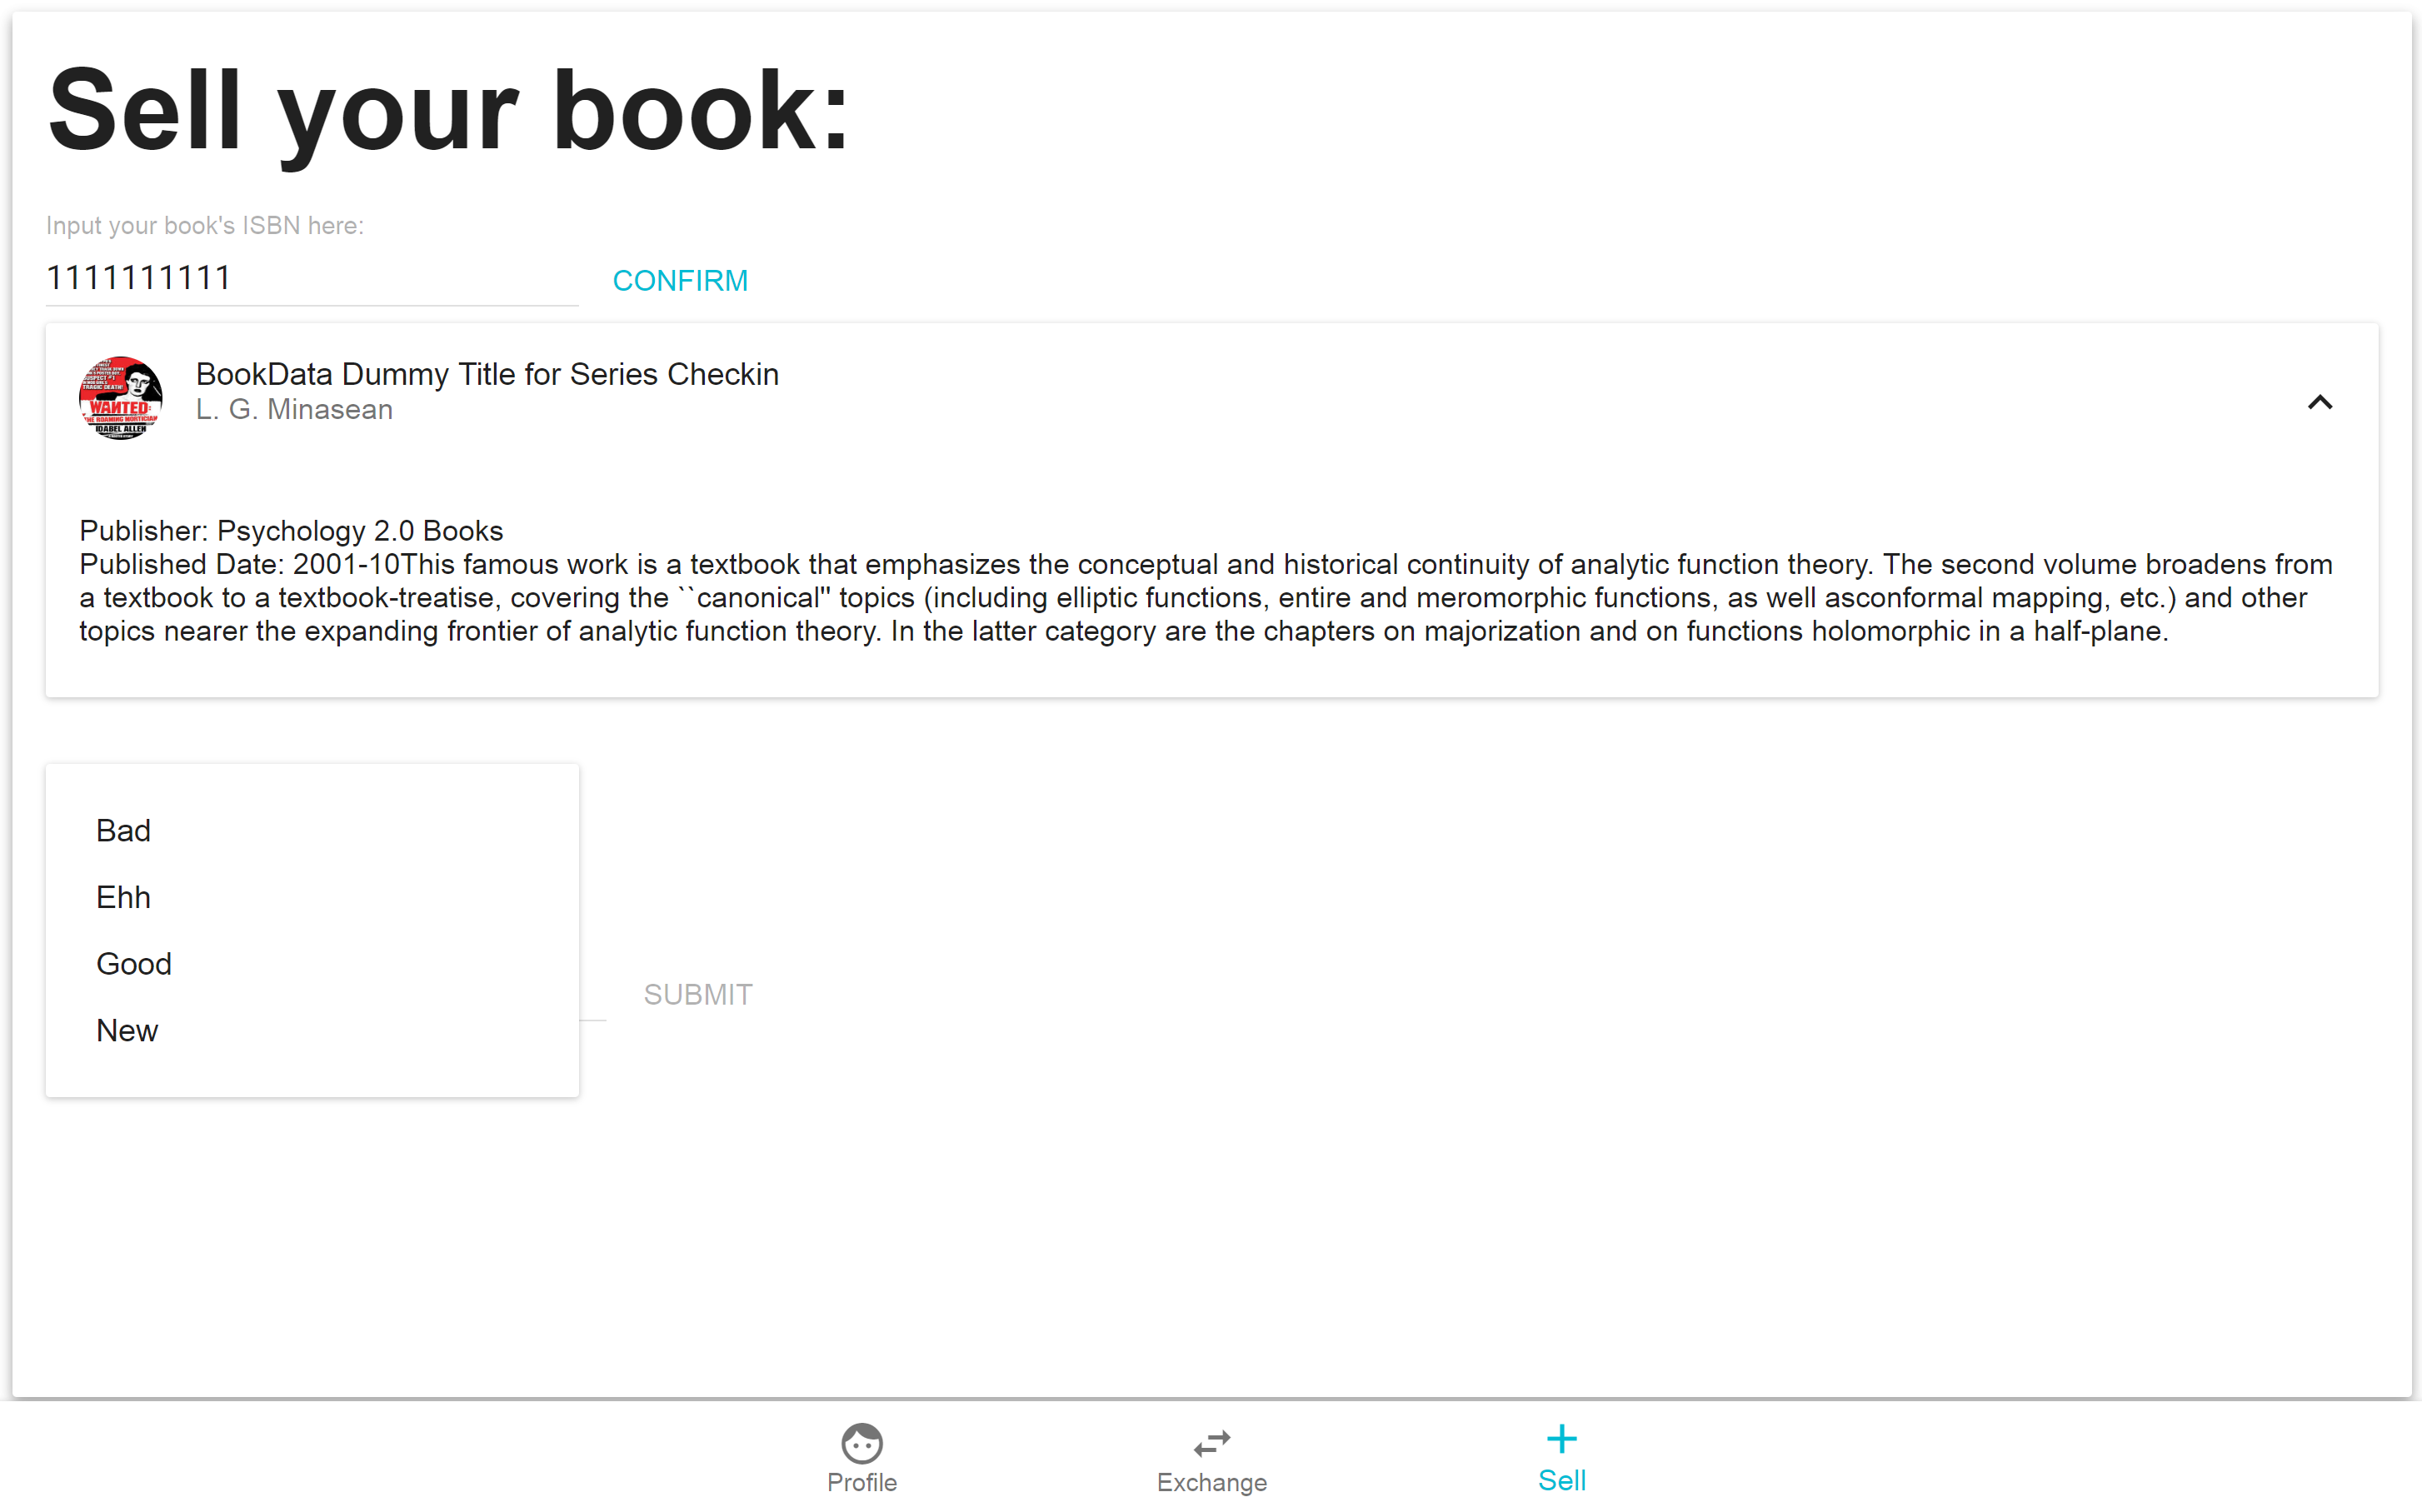 Sell your book:
Input your book's ISBN here:
1111111111
CONFIRM
BookData Dummy Title for Series Checkin
L. G. Minasean
WANTED:
THE ROAMING MORTICIAN
IDABEL ALLEN
Publisher: Psychology 2.0 Books
Published Date: 2001-10This famous work is a textbook that emphasizes the conceptual and historical continuity of analytic function theory. The second volume broadens from
a textbook to a textbook-treatise, covering the ``canonical'' topics (including elliptic functions, entire and meromorphic functions, as well asconformal mapping, etc.) and other
topics nearer the expanding frontier of analytic function theory. In the latter category are the chapters on majorization and on functions holomorphic in a half-plane.
Bad
Ehh
Good
New
SUBMIT
Profile
Exchange
Sell